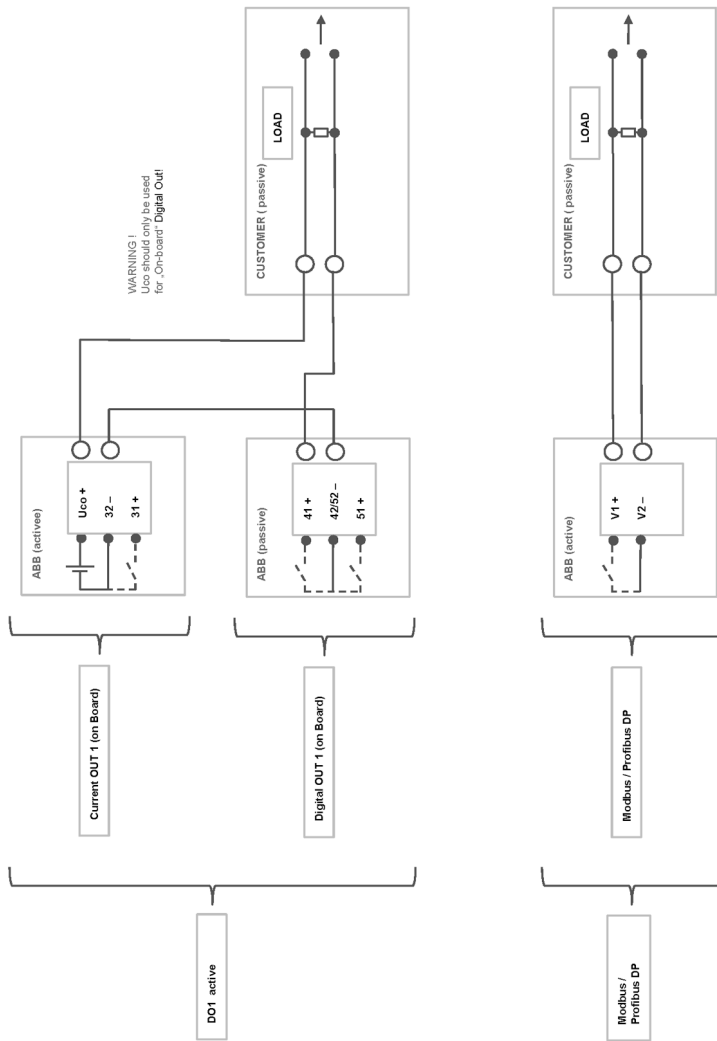 DO1  active
Current OUT 1 (on Board)
ABB (activee)
Uco +
32 –
31 +
WARNING !
Uco should only be used
for „On-board“ Digital Out!
Digital OUT 1 (on Board)
ABB (passive)
41 +
42/52 –
51 +
CUSTOMER ( passive)
LOAD
Modbus /
Profibus DP
Modbus / Profibus DP
ABB (active)
V1 +
V2 –
CUSTOMER (passive)
LOAD